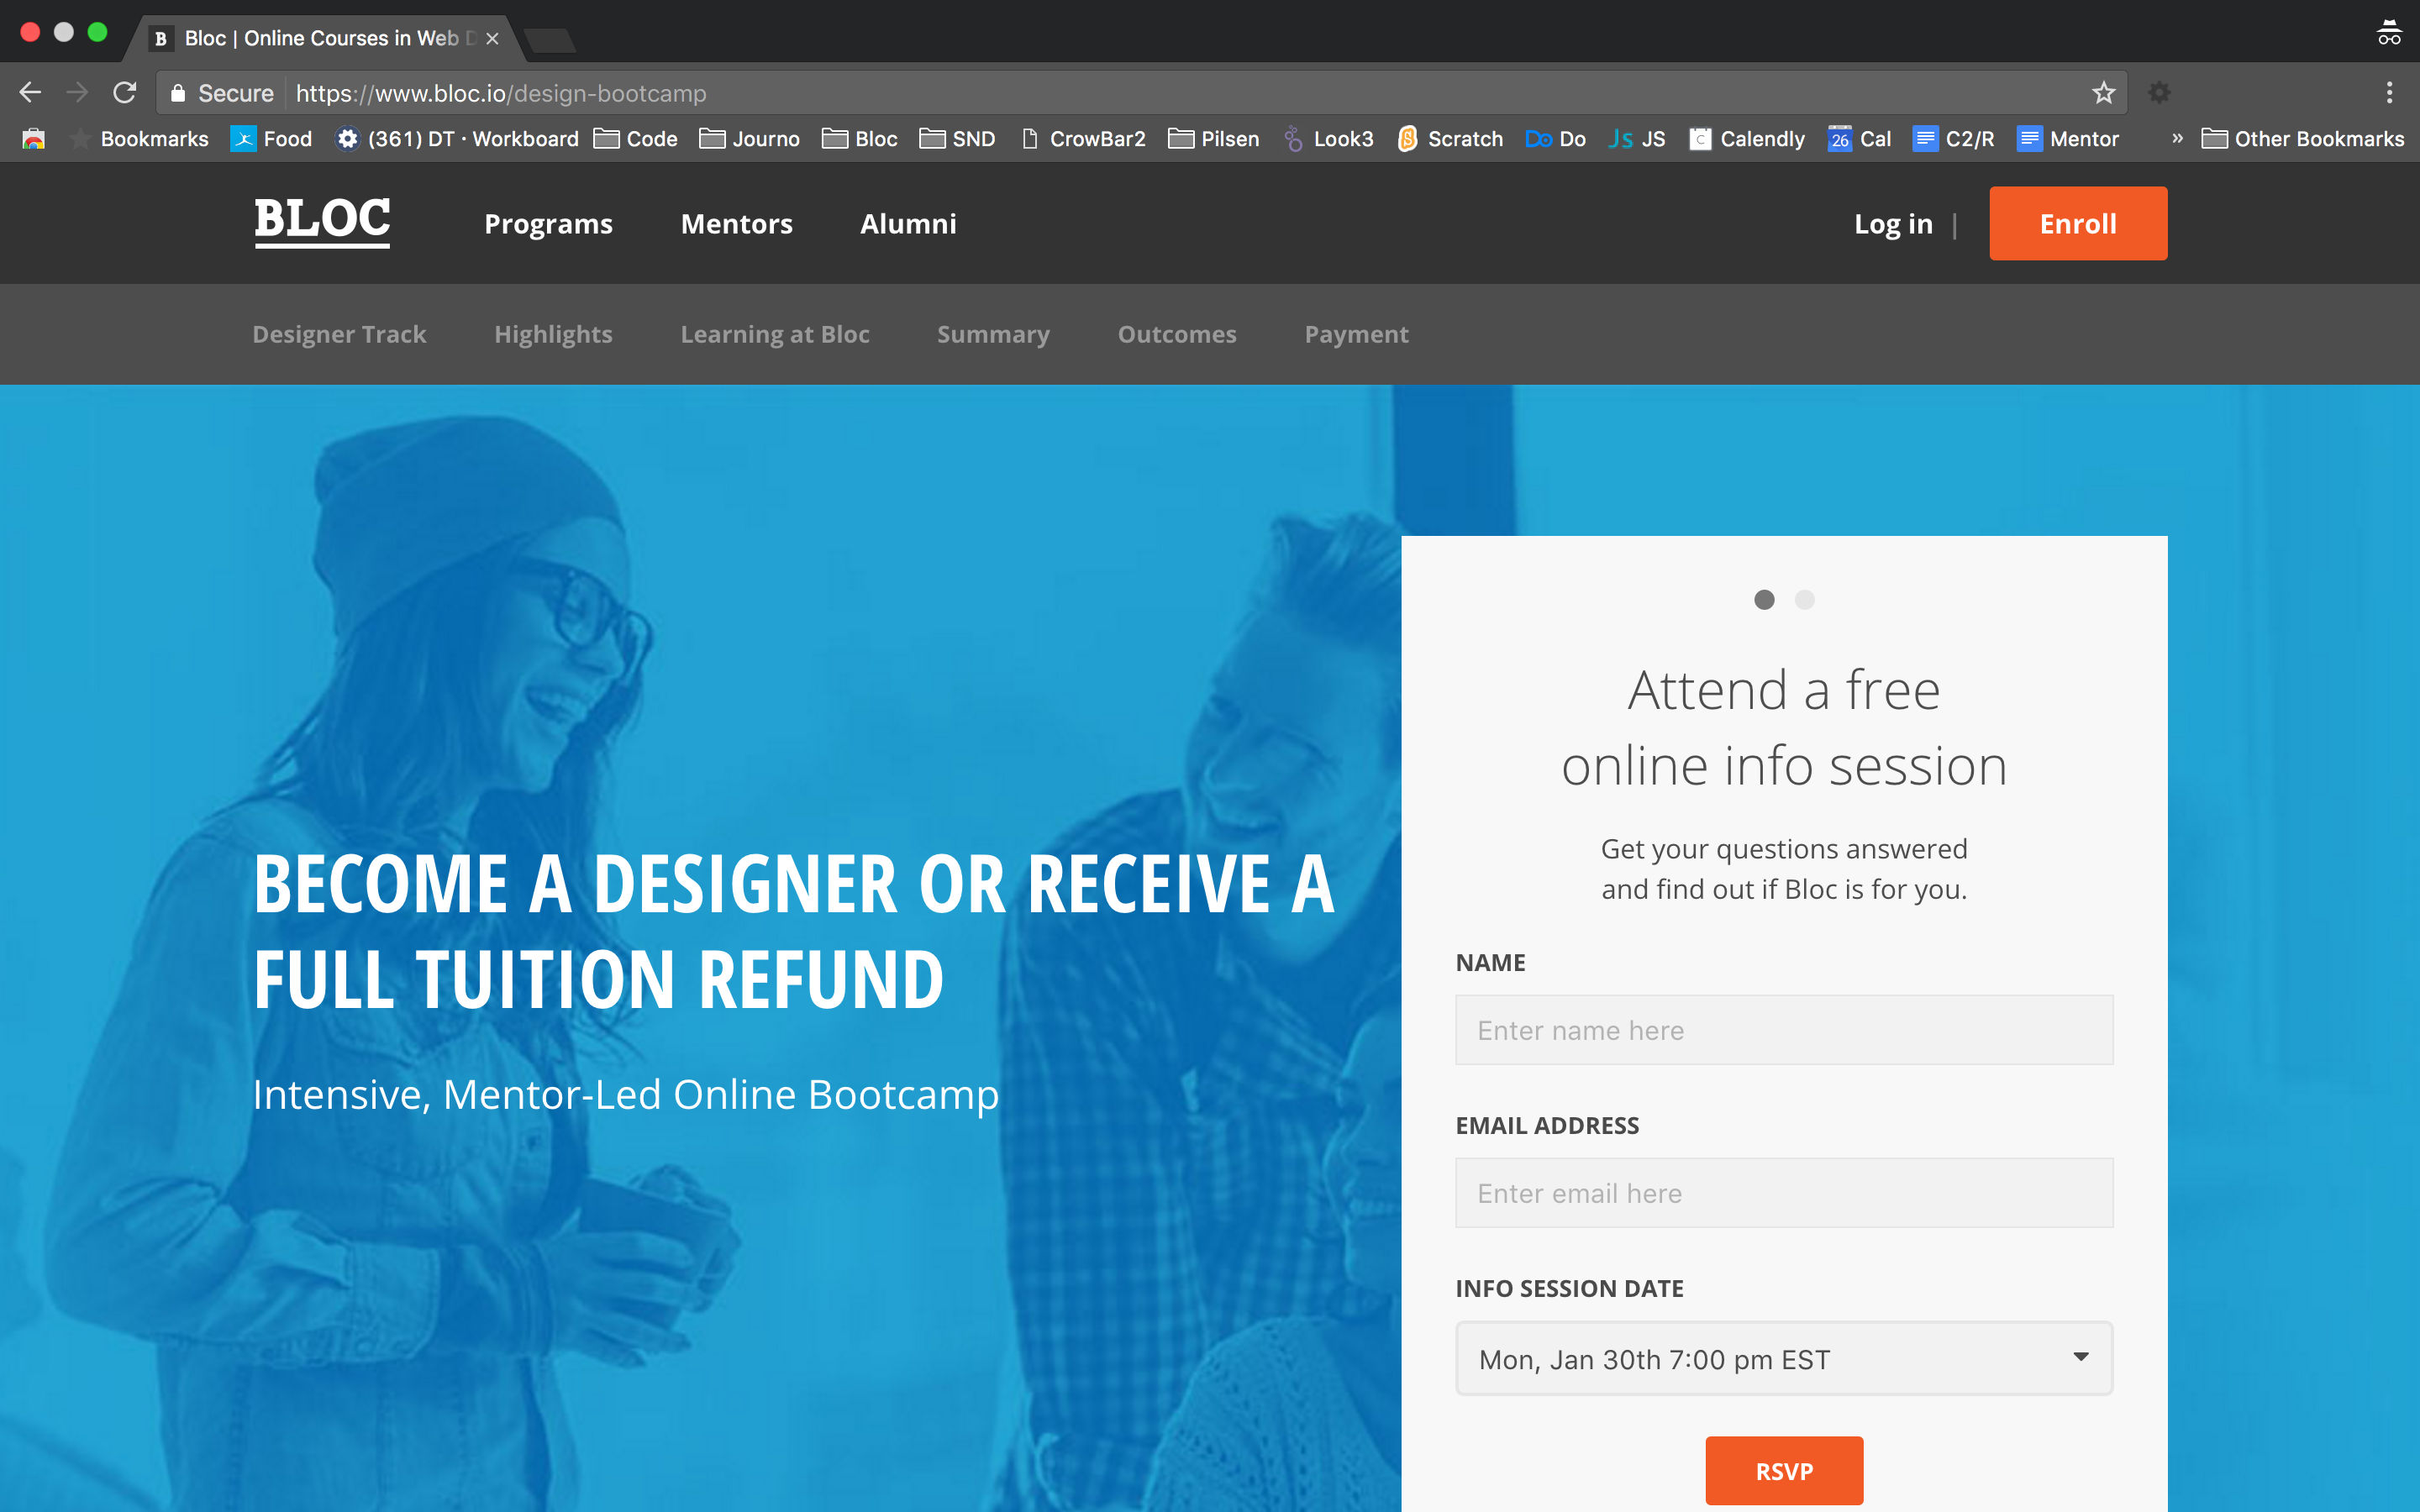 B Bloc | Online Courses in Web D
Secure https://www.bloc.io/design-bootcamp
Bookmarks Food (361) DT · Workboard Code Journo Bloc SND CrowBar2 Pilsen Look3 Scratch Do Do JS JS C Calendly 26 Cal C2/R Mentor » Other Bookmarks
BLOC Programs Mentors Alumni Log in | Enroll
Designer Track Highlights Learning at Bloc Summary Outcomes Payment
BECOME A DESIGNER OR RECEIVE A
FULL TUITION REFUND
Intensive, Mentor-Led Online Bootcamp
Attend a free
online info session
Get your questions answered
and find out if Bloc is for you.
NAME
Enter name here
EMAIL ADDRESS
Enter email here
INFO SESSION DATE
Mon, Jan 30th 7:00 pm EST
RSVP